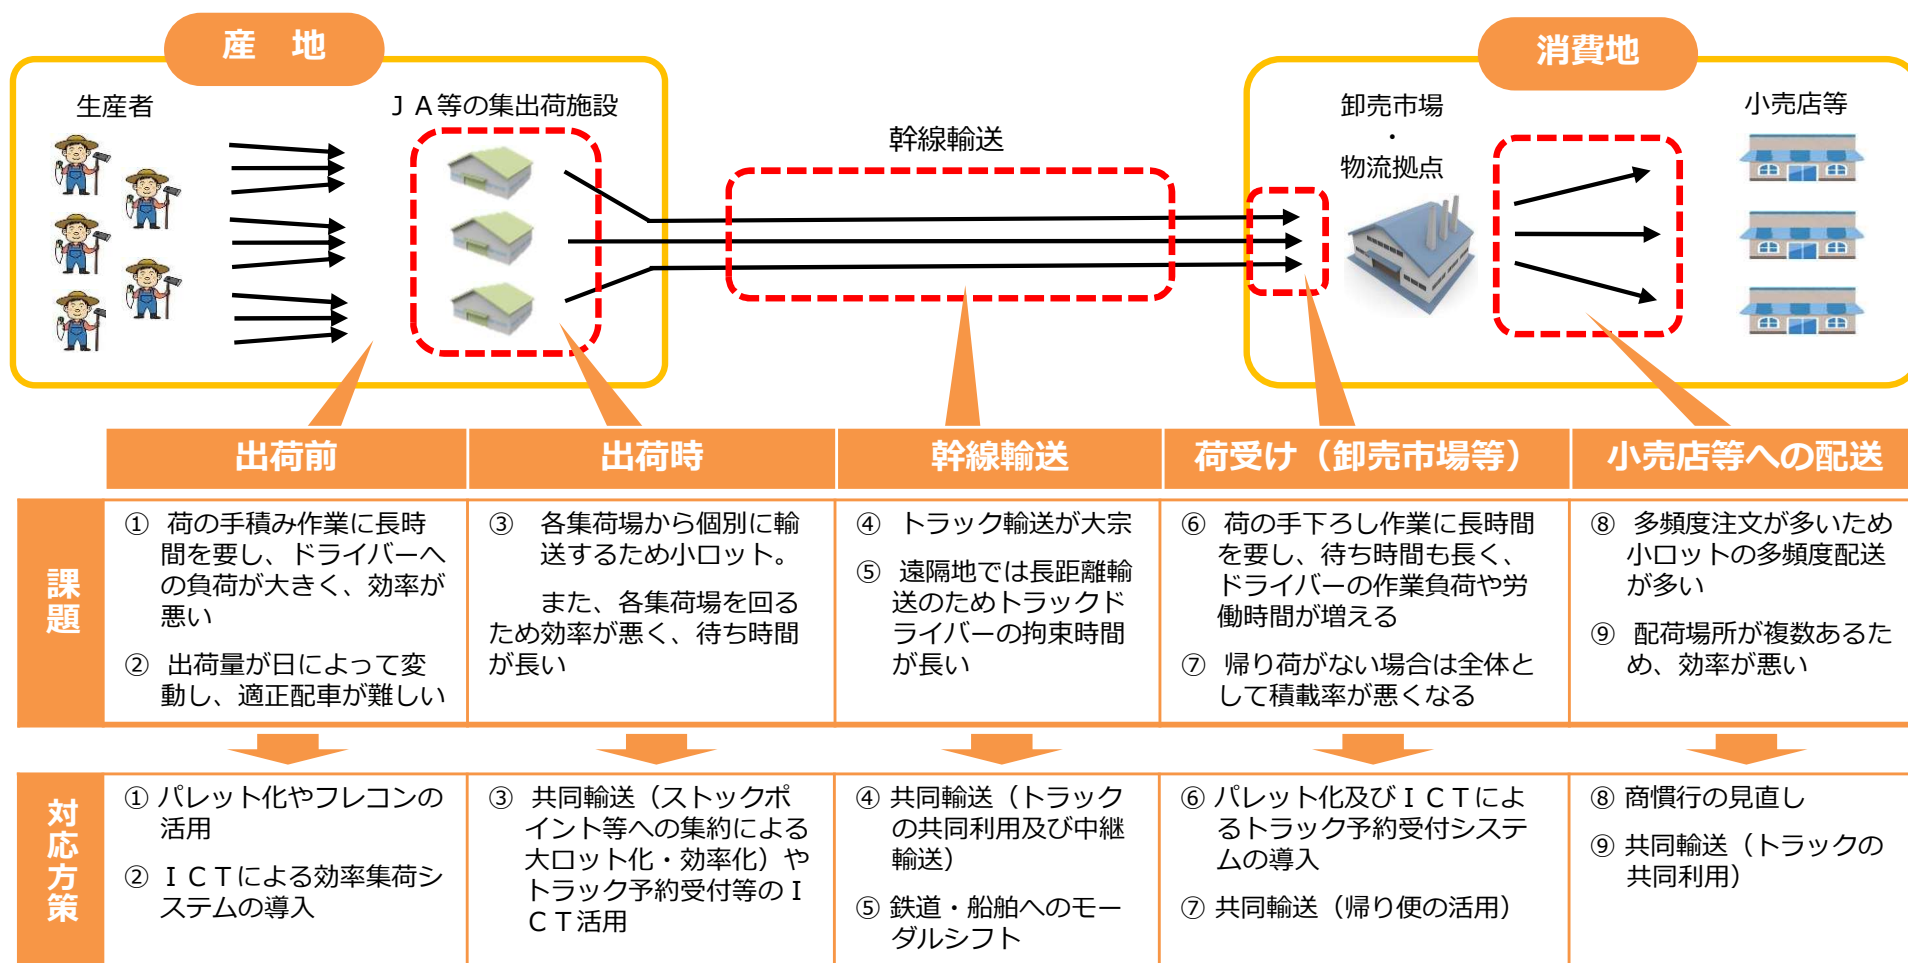 産　地
消費地
生産者
ＪＡ等の集出荷施設
幹線輸送
卸売市場
・
物流拠点
小売店等
出荷前
出荷時
幹線輸送
荷受け（卸売市場等）
小売店等への配送
課題
① 荷の手積み作業に長時
間を要し、ドライバーへ
の負荷が大きく、効率が
悪い
② 出荷量が日によって変
動し、適正配車が難しい
③ 各集荷場から個別に輸
送するため小ロット。
また、各集荷場を回る
ため効率が悪く、待ち時間
が長い
④ トラック輸送が大宗
⑤ 遠隔地では長距離輸
送のためトラックド
ライバーの拘束時間
が長い
⑥ 荷の手下ろし作業に長時間
を要し、待ち時間も長く、
ドライバーの作業負荷や労
働時間が増える
⑦ 帰り荷がない場合は全体と
して積載率が悪くなる
⑧ 多頻度注文が多いため
小ロットの多頻度配送
が多い
⑨ 配荷場所が複数あるた
め、効率が悪い
対応方策
① パレット化やフレコンの
活用
② ＩＣＴによる効率集荷シ
ステムの導入
③ 共同輸送（ストックポ
イント等への集約による
大ロット化・効率化）や
トラック予約受付等のＩ
ＣＴ活用
④ 共同輸送（トラック
の共同利用及び中継
輸送）
⑤ 鉄道・船舶へのモー
ダルシフト
⑥ パレット化及びＩＣＴによ
るトラック予約受付システ
ムの導入
⑦ 共同輸送（帰り便の活用）
⑧ 商慣行の見直し
⑨ 共同輸送（トラックの
共同利用）